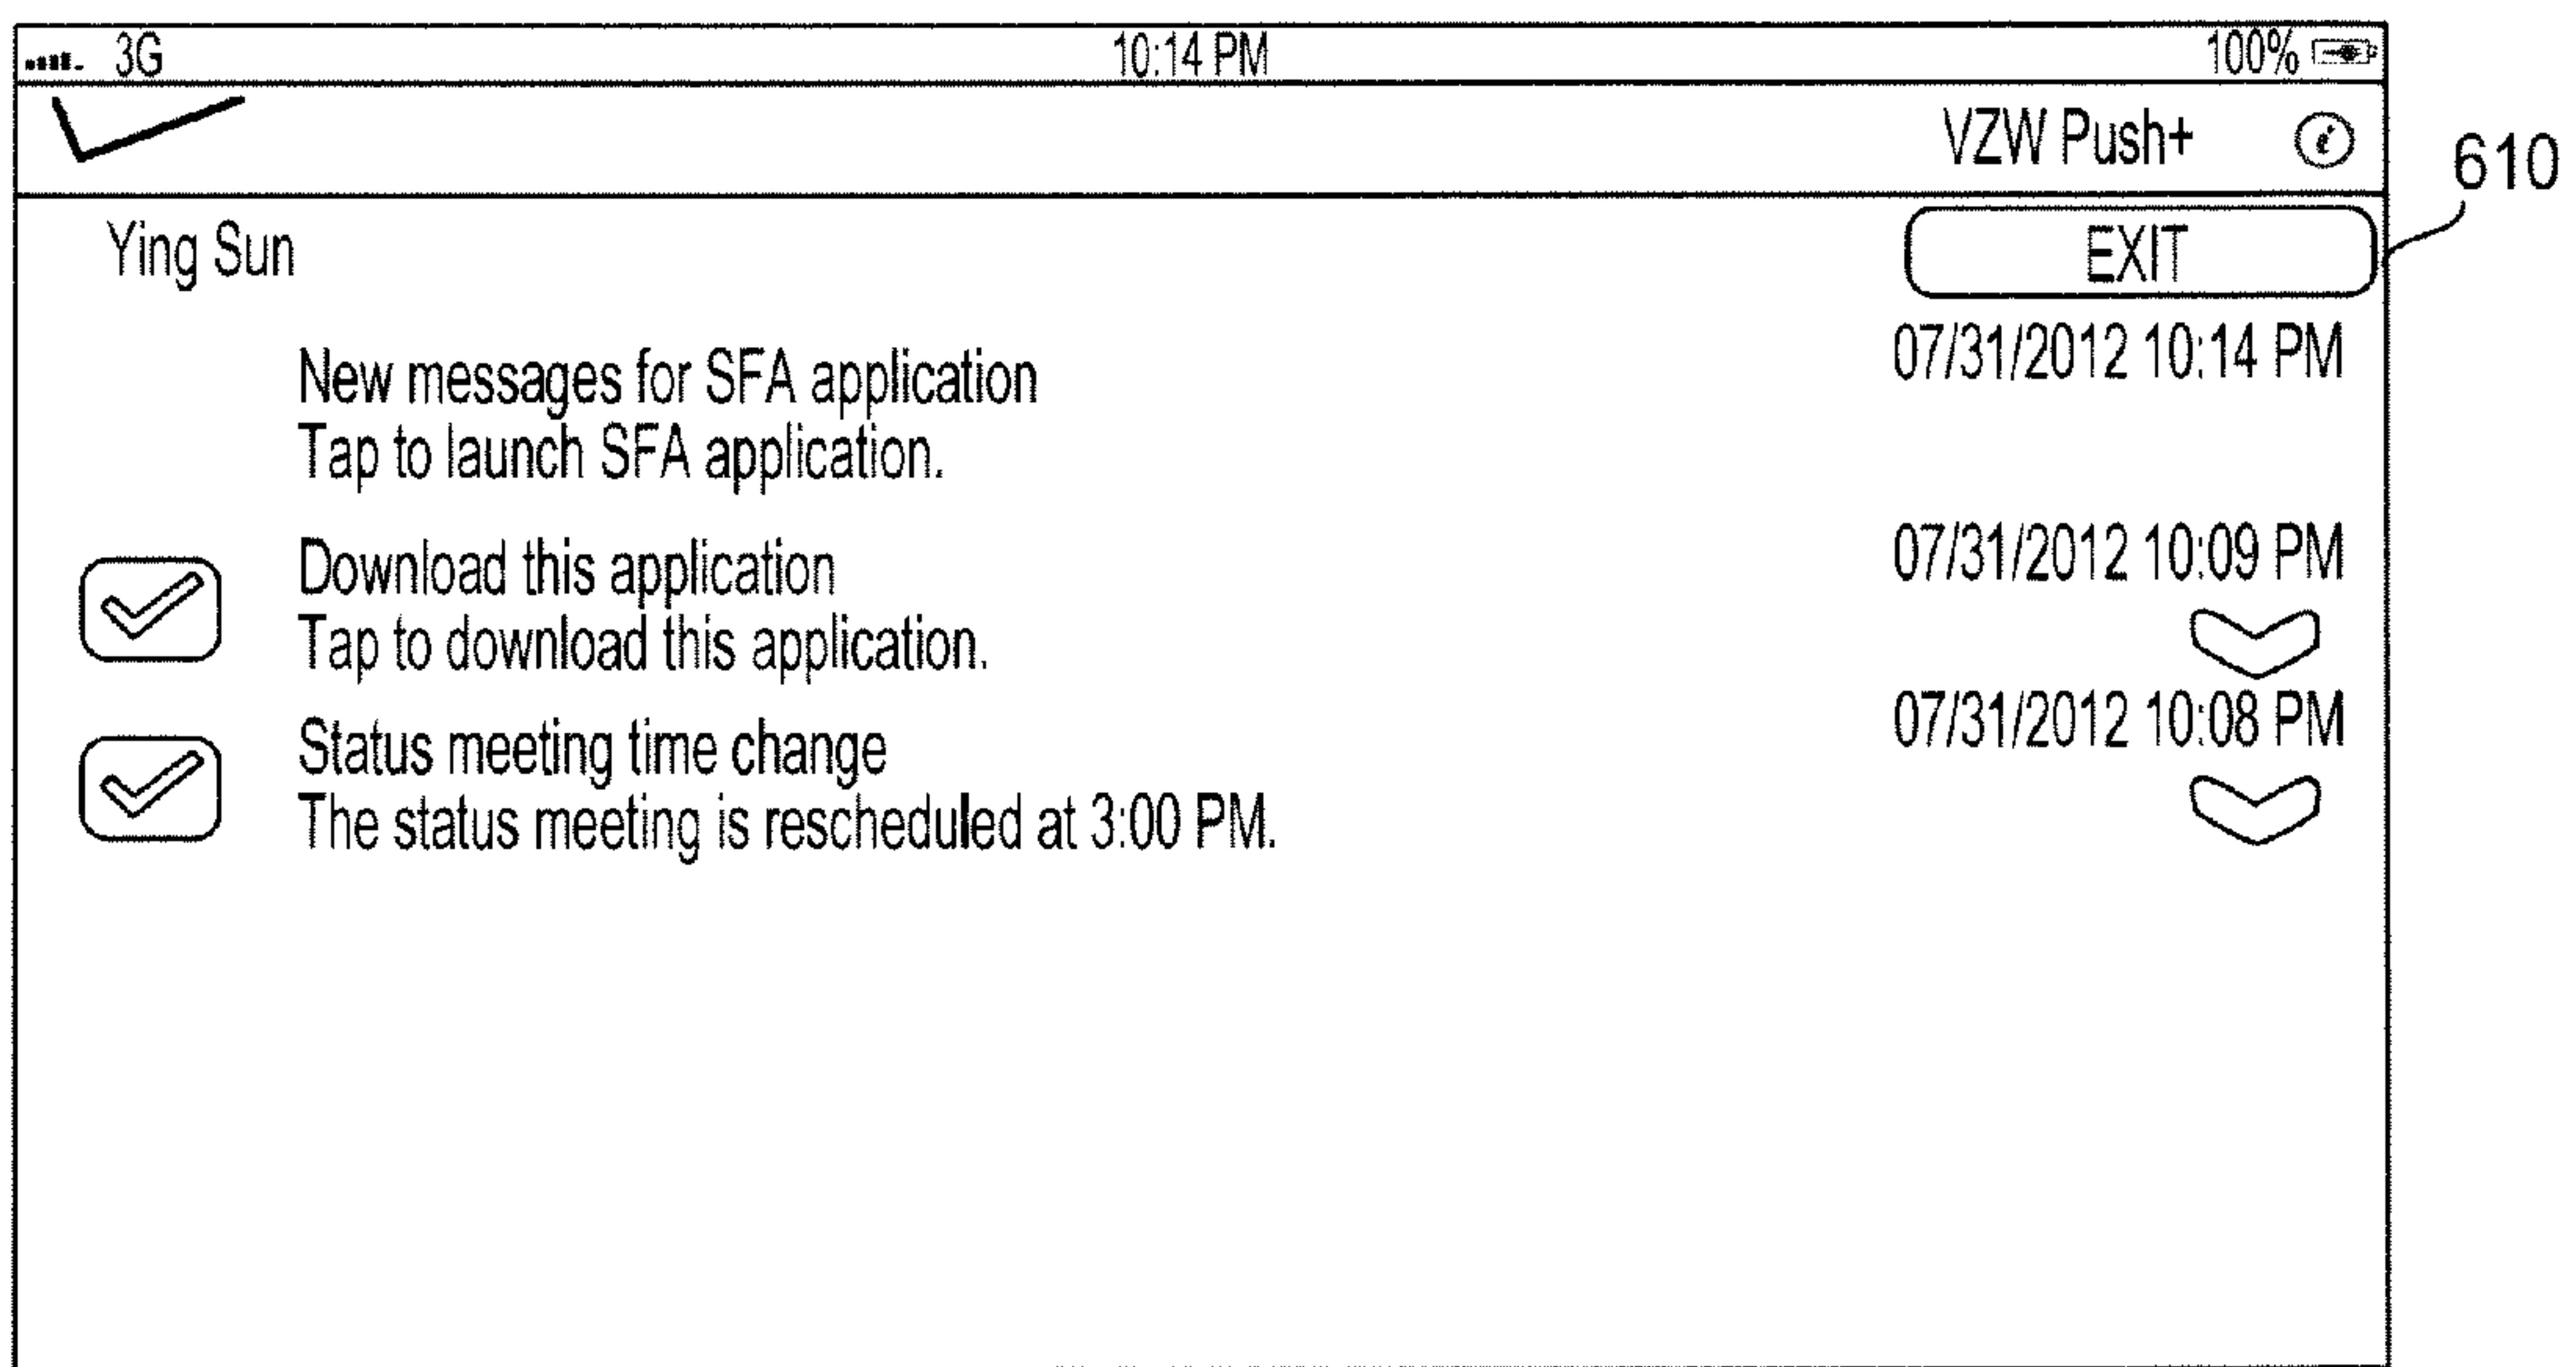 3G 10:14 PM 100%
VZW Push+ i
610
Ying Sun EXIT
New messages for SFA application 07/31/2012 10:14 PM
Tap to launch SFA application.
Download this application 07/31/2012 10:09 PM
Tap to download this application.
Status meeting time change 07/31/2012 10:08 PM
The status meeting is rescheduled at 3:00 PM.